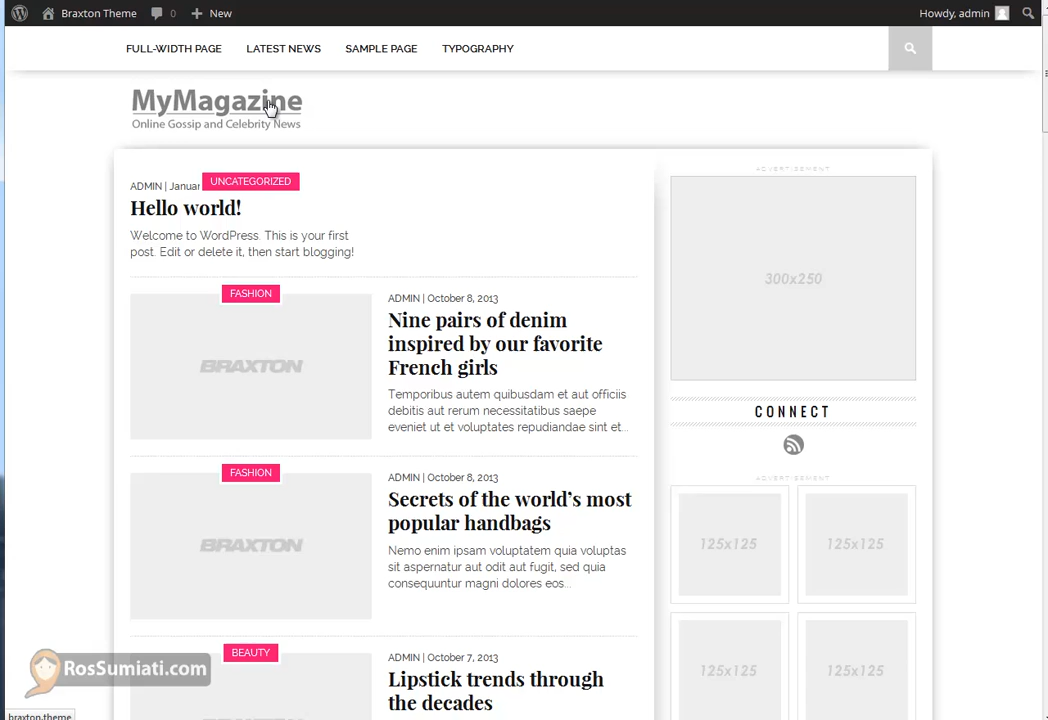 Braxton Theme
0
New
Howdy, admin
FULL-WIDTH PAGE
LATEST NEWS
SAMPLE PAGE
TYPOGRAPHY
MyMagazine
Online Gossip and Celebrity News
ADMIN | Januar
UNCATEGORIZED
Hello world!
Welcome to WordPress. This is your first
post. Edit or delete it, then start blogging!
FASHION
BRAXTON
ADMIN | October 8, 2013
Nine pairs of denim
inspired by our favorite
French girls
Temporibus autem quibusdam et aut officiis
debitis aut rerum necessitatibus saepe
eveniet ut et voluptates repudiandae sint et...
FASHION
BRAXTON
ADMIN | October 8, 2013
Secrets of the world's most
popular handbags
Nemo enim ipsam voluptatem quia voluptas
sit aspernatur aut odit aut fugit, sed quia
consequuntur magni dolores eos...
BEAUTY
ADMIN | October 7, 2013
Lipstick trends through
the decades
ADVERTISEMENT
300x250
CONNECT
ADVERTISEMENT
125x125
125x125
125x125
125x125
RosSumiati.com
braxton.theme